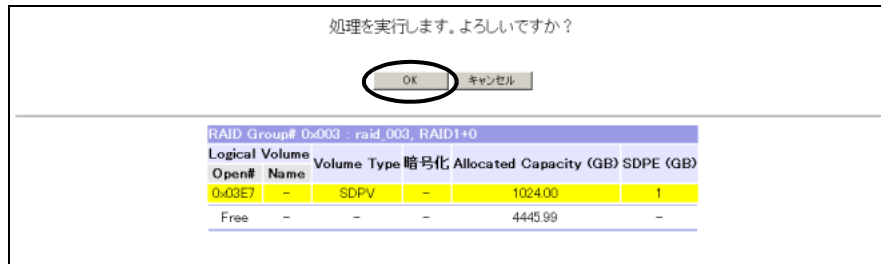 処理を実行します。よろしいですか?
OK キャンセル
RAID Group# 0x003 : raid_003, RAID1+0
Logical Volume Volume Type 暗号化 Allocated Capacity (GB) SDPE (GB)
Open# Name
0x03E7 - SDPV - 1024.00 1
Free - - - 4445.99 -